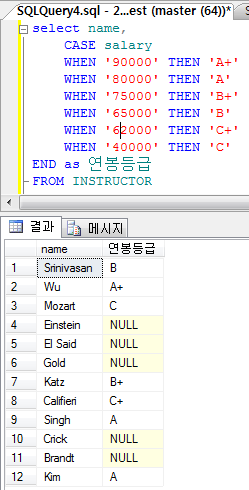 SQLQuery4.sql - 2...est (master (64))*
select name,
CASE salary
WHEN '90000' THEN 'A+'
WHEN '80000' THEN 'A'
WHEN '75000' THEN 'B+'
WHEN '65000' THEN 'B'
WHEN '62000' THEN 'C+'
WHEN '40000' THEN 'C'
END as 연봉등급
FROM INSTRUCTOR
결과 메시지
name 연봉등급
1 Srinivasan B
2 Wu A+
3 Mozart C
4 Einstein NULL
5 El Said NULL
6 Gold NULL
7 Katz B+
8 Califieri C+
9 Singh A
10 Crick NULL
11 Brandt NULL
12 Kim A